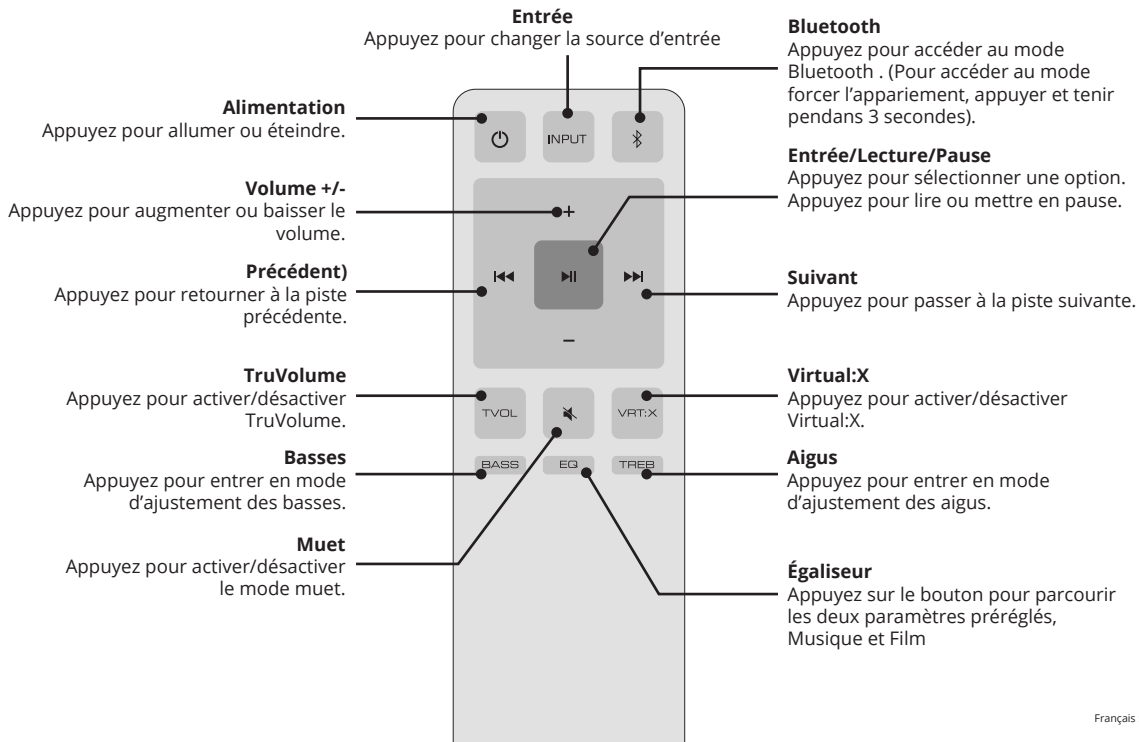 Entrée
Appuyez pour changer la source d'entrée
Alimentation
Appuyez pour allumer ou éteindre.
Volume +/-
Appuyez pour augmenter ou baisser le
volume.
Précédent)
Appuyez pour retourner à la piste
précédente.
TruVolume
Appuyez pour activer/désactiver
TruVolume.
Basses
Appuyez pour entrer en mode
d'ajustement des basses.
Muet
Appuyez pour activer/désactiver
le mode muet.
INPUT
+
–
TVOL
VRT:X
BASS
EQ
TREB
Bluetooth
Appuyez pour accéder au mode
Bluetooth . (Pour accéder au mode
forcer l'appariement, appuyer et tenir
pendans 3 secondes).
Entrée/Lecture/Pause
Appuyez pour sélectionner une option.
Appuyez pour lire ou mettre en pause.
Suivant
Appuyez pour passer à la piste suivante.
Virtual:X
Appuyez pour activer/désactiver
Virtual:X.
Aigus
Appuyez pour entrer en mode
d'ajustement des aigus.
Égaliseur
Appuyez sur le bouton pour parcourir
les deux paramètres préréglés,
Musique et Film
Français